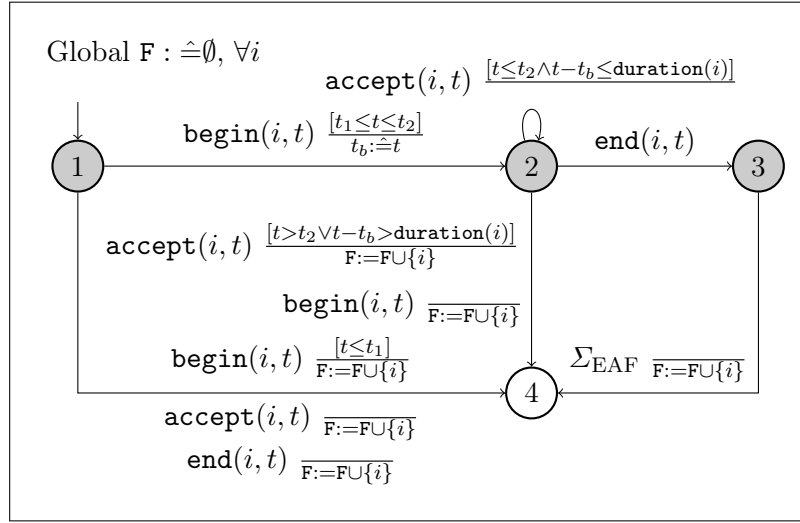 Global F : ≙∅, ∀i
accept(i, t) [t≤t₂∧t−t_b≤duration(i)]
begin(i, t) [t₁≤t≤t₂]
t_b:≙t
end(i, t)
1
2
3
accept(i, t) [t>t₂∨t−t_b>duration(i)]
F:=F∪{i}
begin(i, t) F:=F∪{i}
begin(i, t) [t≤t₁]
F:=F∪{i}
Σ_EAF F:=F∪{i}
4
accept(i, t) F:=F∪{i}
end(i, t) F:=F∪{i}